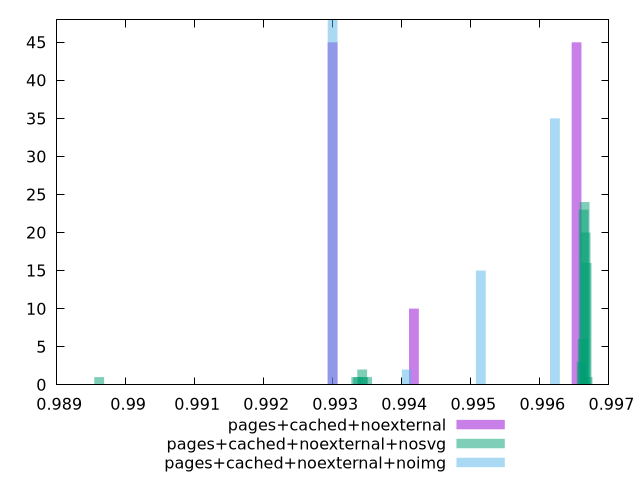 45
40
35
30
25
20
15
10
5
0
0.989 0.99 0.991 0.992 0.993 0.994 0.995 0.996 0.997
pages+cached+noexternal
pages+cached+noexternal+nosvg
pages+cached+noexternal+noimg